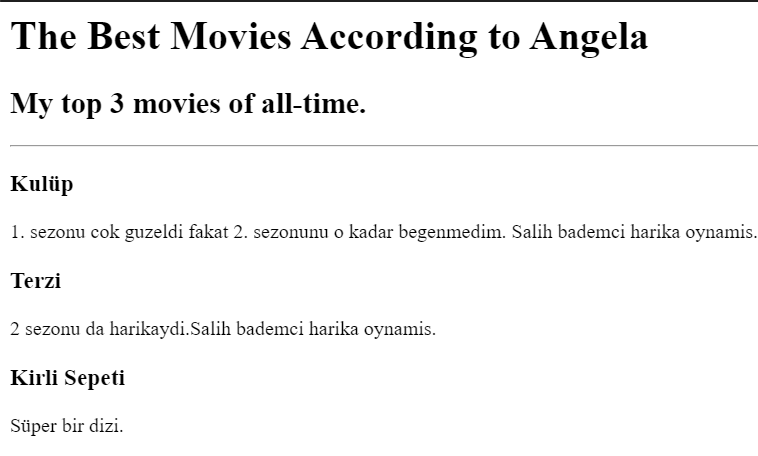 The Best Movies According to Angela
My top 3 movies of all-time.
Kulüp
1. sezonu cok guzeldi fakat 2. sezonunu o kadar begenmedim. Salih bademci harika oynamis.
Terzi
2 sezonu da harikaydi.Salih bademci harika oynamis.
Kirli Sepeti
Süper bir dizi.